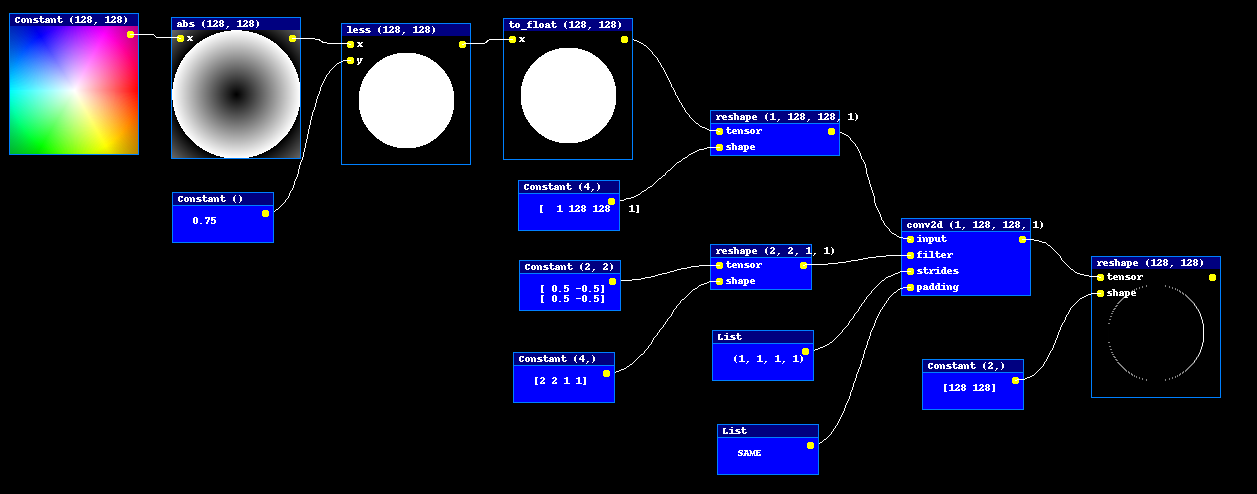 Constant (128, 128)
abs (128, 128)
x
less (128, 128)
x
y
to_float (128, 128)
x
Constant ()
0.75
reshape (1, 128, 128, 1)
tensor
shape
Constant (4,)
[  1 128 128   1]
Constant (2, 2)
[ 0.5 -0.5]
[ 0.5 -0.5]
reshape (2, 2, 1, 1)
tensor
shape
Constant (4,)
[2 2 1 1]
List
(1, 1, 1, 1)
List
SAME
conv2d (1, 128, 128, 1)
input
filter
strides
padding
Constant (2,)
[128 128]
reshape (128, 128)
tensor
shape